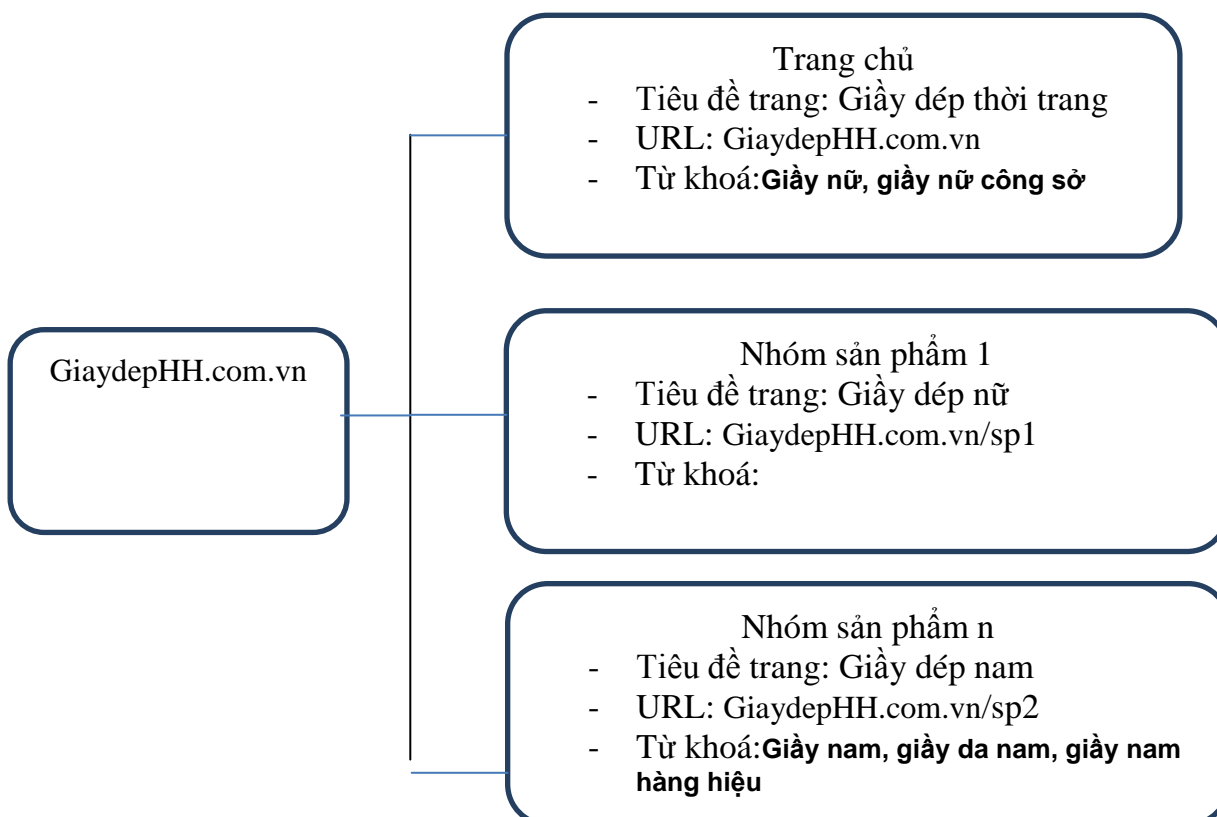 Trang chủ
- Tiêu đề trang: Giầy dép thời trang
- URL: GiaydepHH.com.vn
- Từ khoá:Giầy nữ, giầy nữ công sở
GiaydepHH.com.vn
Nhóm sản phẩm 1
- Tiêu đề trang: Giầy dép nữ
- URL: GiaydepHH.com.vn/sp1
- Từ khoá:
Nhóm sản phẩm n
- Tiêu đề trang: Giầy dép nam
- URL: GiaydepHH.com.vn/sp2
- Từ khoá:Giầy nam, giầy da nam, giầy nam
hàng hiệu